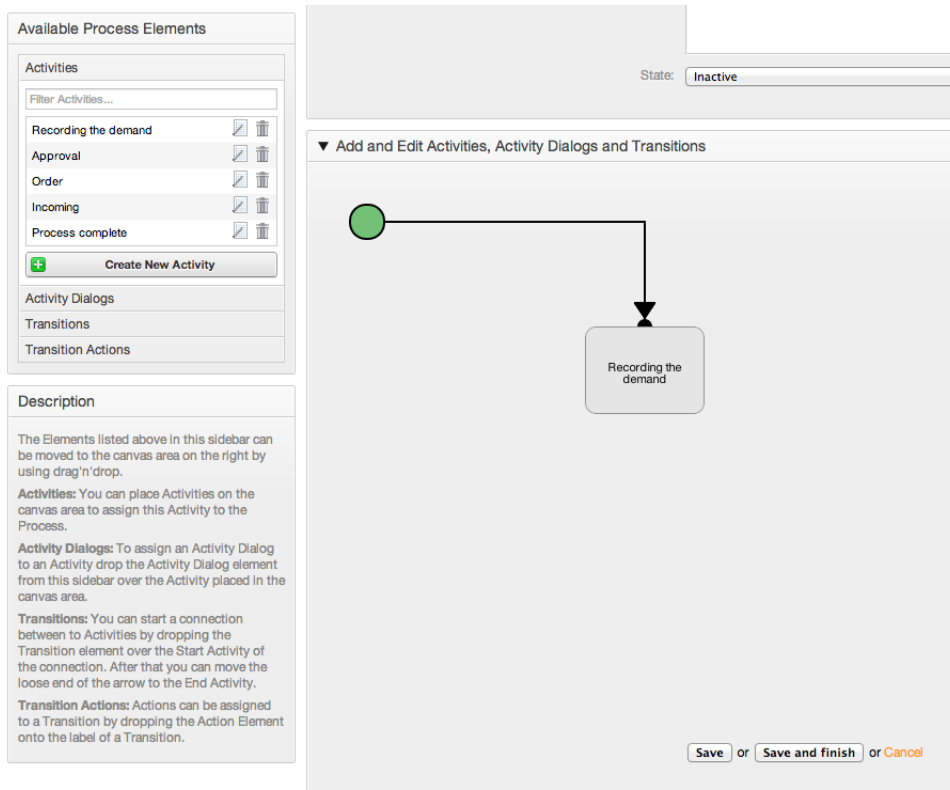 Available Process Elements
Activities
Filter Activities...
Recording the demand
Approval
Order
Incoming
Process complete
Create New Activity
Activity Dialogs
Transitions
Transition Actions
Description
The Elements listed above in this sidebar can
be moved to the canvas area on the right by
using drag'n'drop.
Activities: You can place Activities on the
canvas area to assign this Activity to the
Process.
Activity Dialogs: To assign an Activity Dialog
to an Activity drop the Activity Dialog element
from this sidebar over the Activity placed in the
canvas area.
Transitions: You can start a connection
between to Activities by dropping the
Transition element over the Start Activity of
the connection. After that you can move the
loose end of the arrow to the End Activity.
Transition Actions: Actions can be assigned
to a Transition by dropping the Action Element
onto the label of a Transition.
State: Inactive
▼ Add and Edit Activities, Activity Dialogs and Transitions
Recording the
demand
Save or Save and finish or Cancel